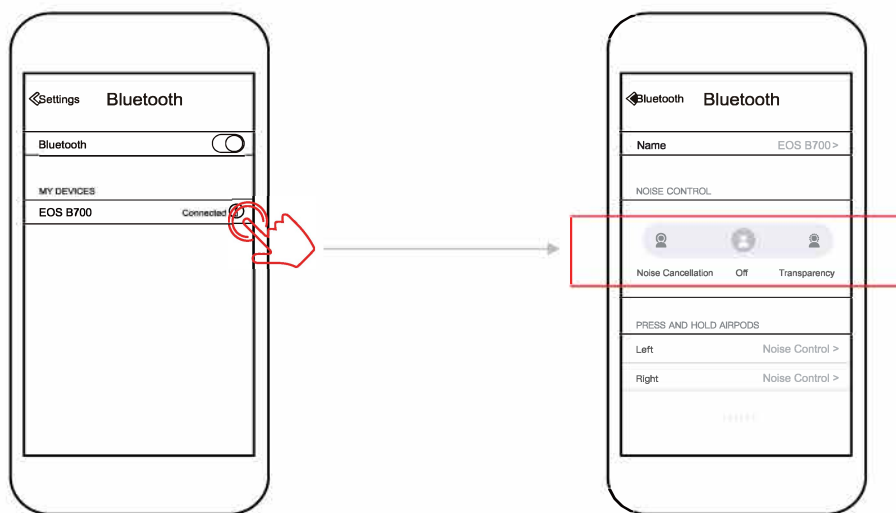 Settings Bluetooth
Bluetooth
MY DEVICES
EOS B700 Connected
Bluetooth Bluetooth
Name EOS B700>
NOISE CONTROL
Noise Cancellation Off Transparency
PRESS AND HOLD AIRPODS
Left Noise Control >
Right Noise Control >